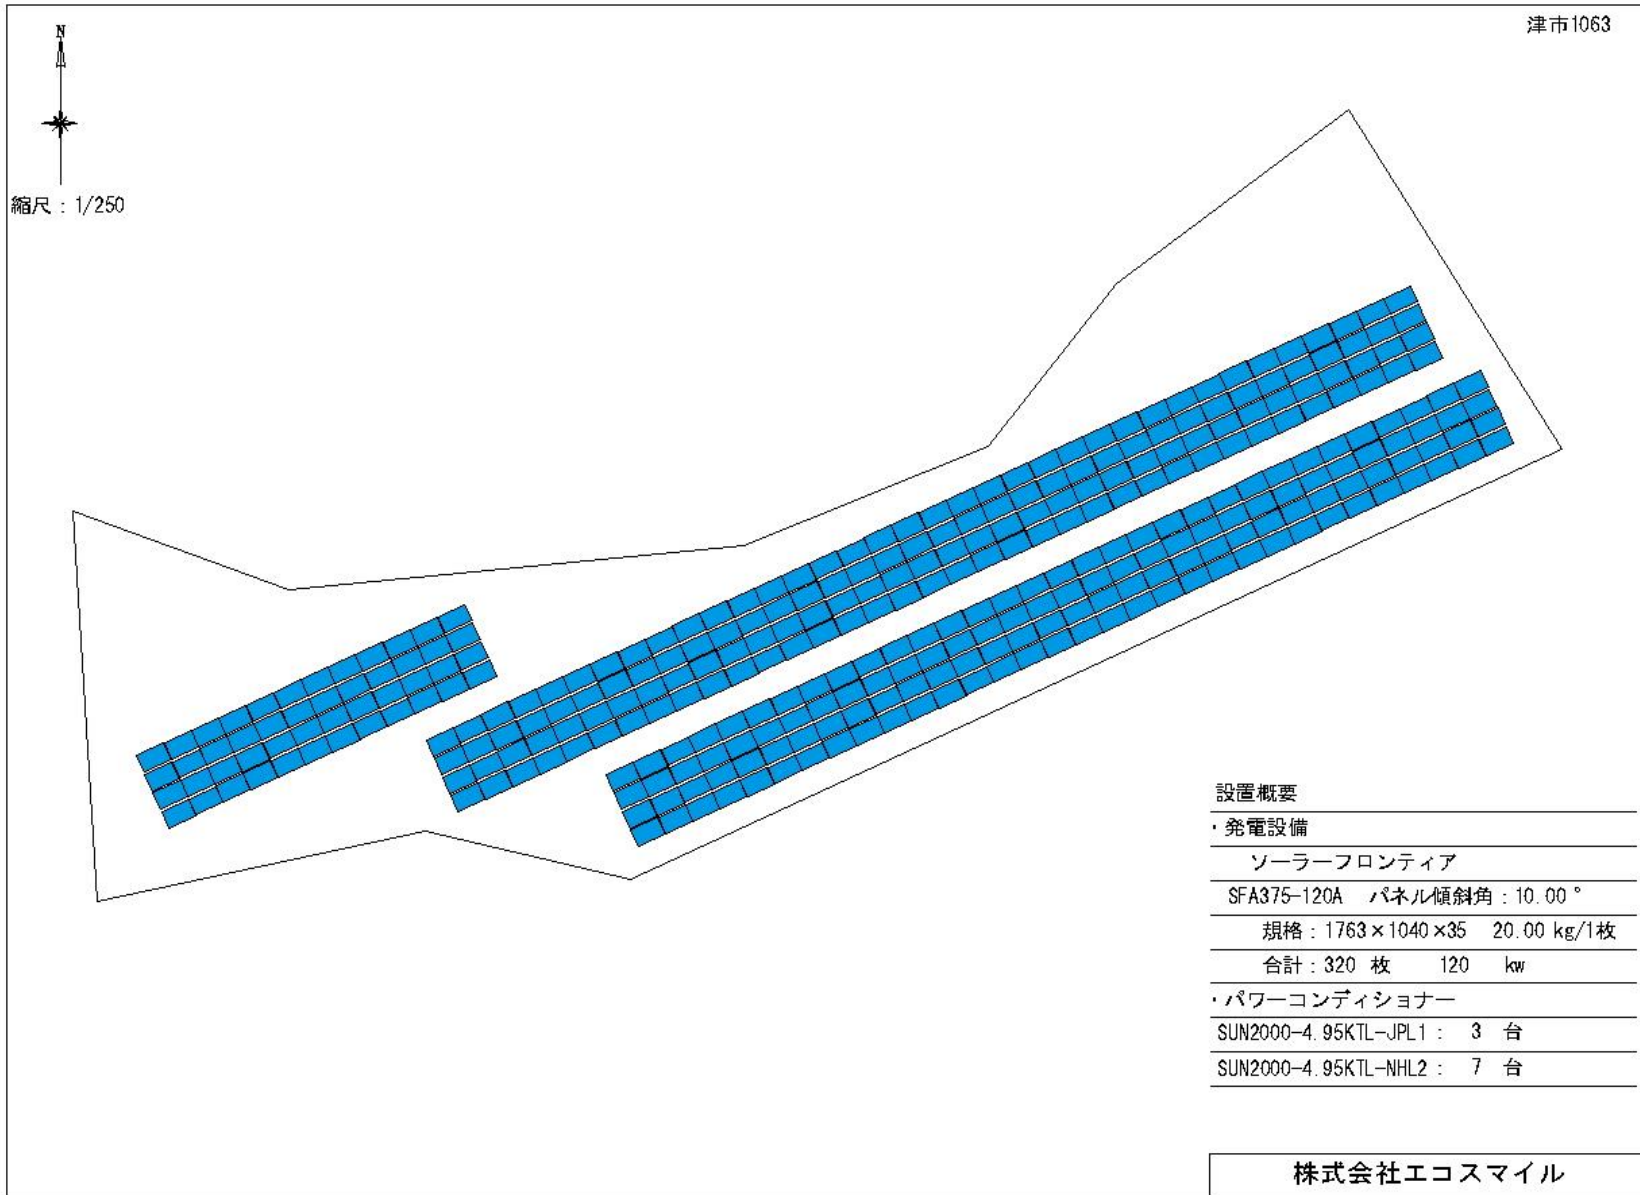 津市1063
N
縮尺：1/250
設置概要
・発電設備
ソーラーフロンティア
SFA375-120A パネル傾斜角：10.00°
規格：1763×1040×35 20.00 kg/1枚
合計：320 枚 120 kw
・パワーコンディショナー
SUN2000-4.95KTL-JPL1： 3 台
SUN2000-4.95KTL-NHL2： 7 台
株式会社エコスマイル